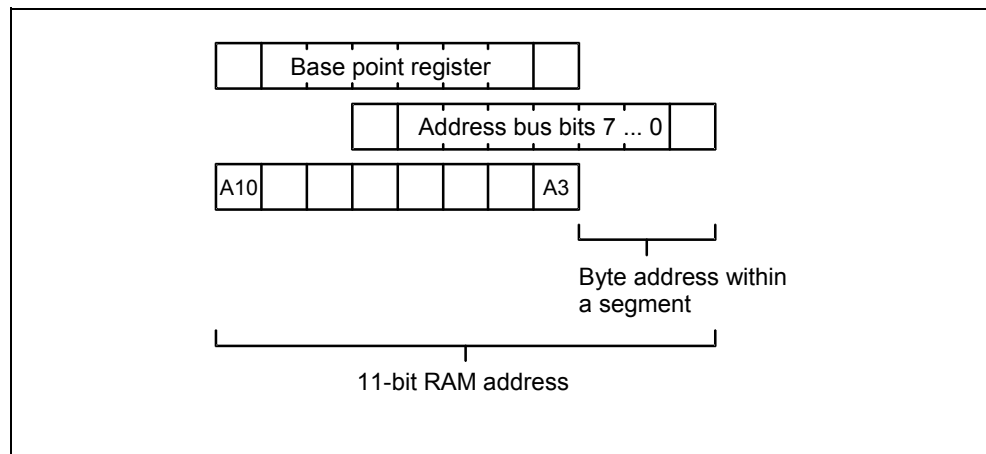 Base point register
Address bus bits 7 ... 0
A10 A3
Byte address within
a segment
11-bit RAM address